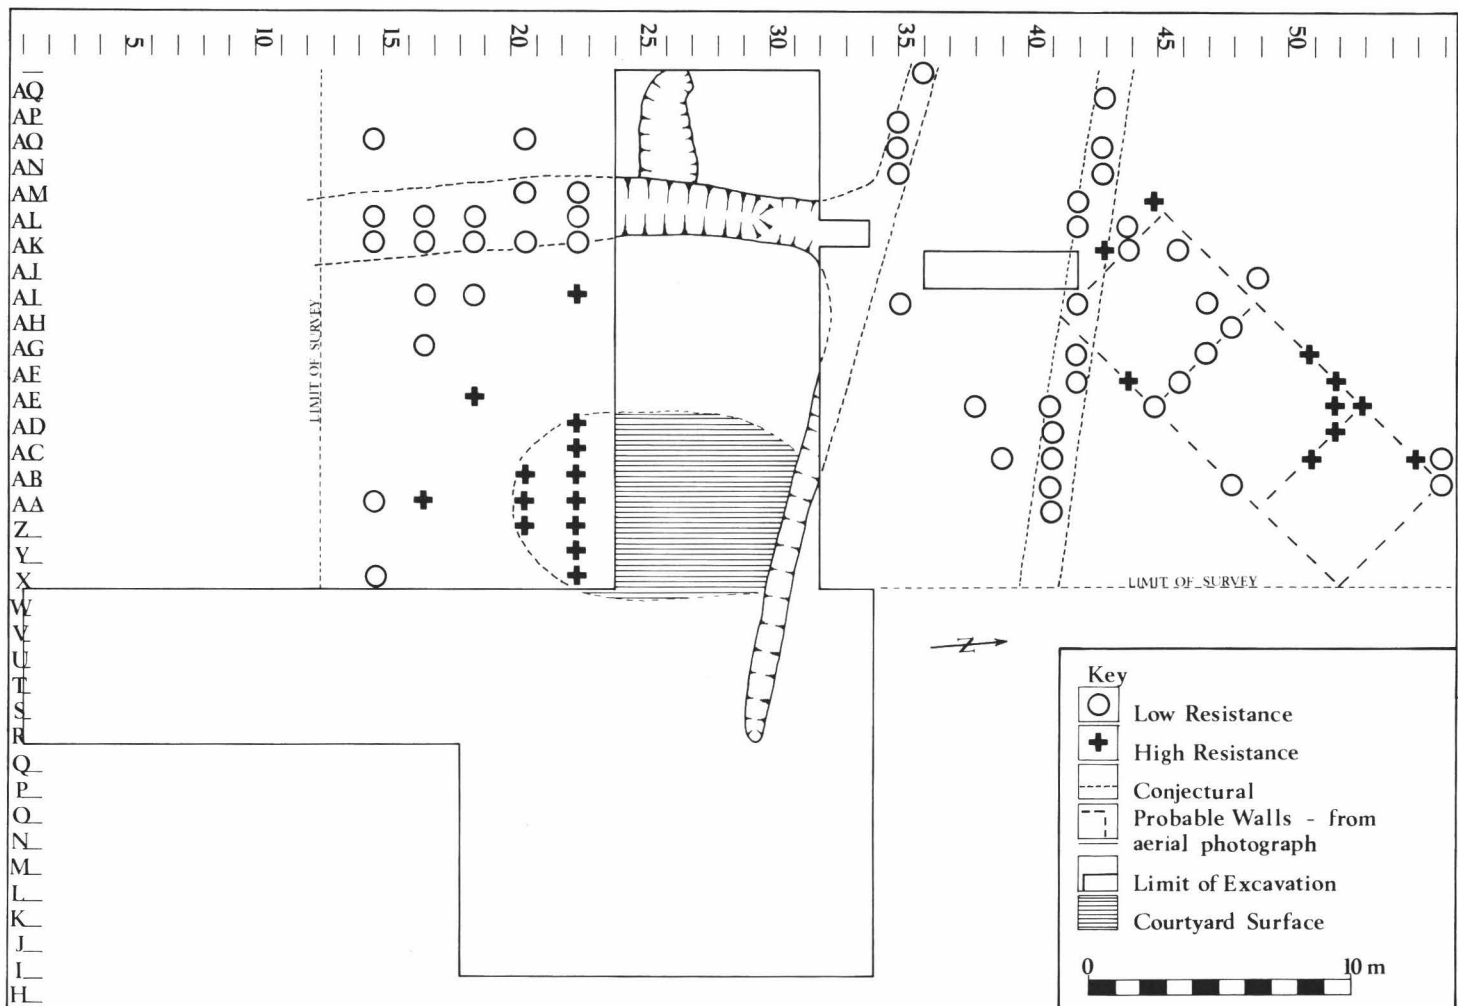 5 10 15 20 25 30 35 40 45 50
AQ
AP
AO
AN
AM
AL
AK
AJ
AI
AH
AG
AF
AE
AD
AC
AB
AA
Z
Y
X
W
V
U
T
S
R
Q
P
O
N
M
L
K
J
I
H
LIMIT OF SURVEY
LIMIT OF SURVEY
Z
Key
Low Resistance
High Resistance
Conjectural
Probable Walls - from
aerial photograph
Limit of Excavation
Courtyard Surface
0 10 m